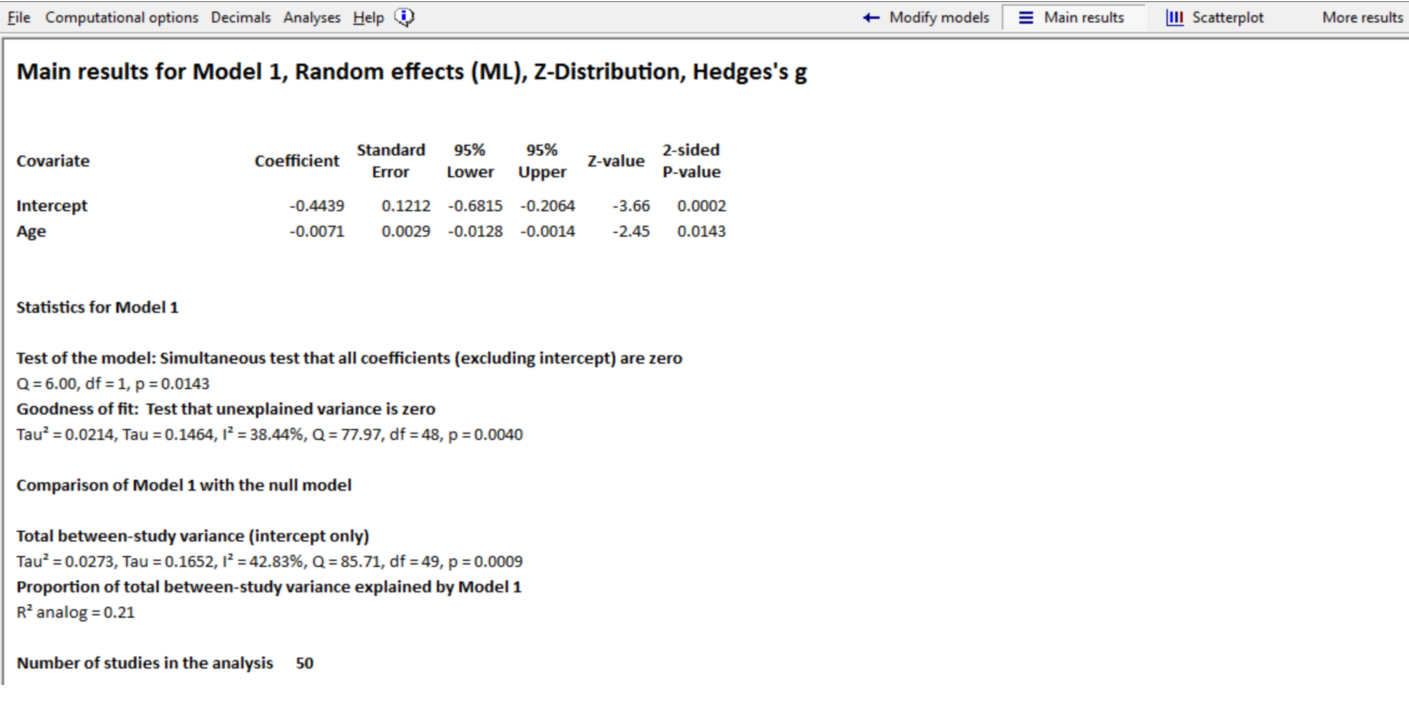 File Computational options Decimals Analyses Help Modify models Main results Scatterplot More results
Main results for Model 1, Random effects (ML), Z-Distribution, Hedges's g
Covariate Coefficient Standard Error 95% Lower 95% Upper Z-value 2-sided P-value
Intercept -0.4439 0.1212 -0.6815 -0.2064 -3.66 0.0002
Age -0.0071 0.0029 -0.0128 -0.0014 -2.45 0.0143
Statistics for Model 1
Test of the model: Simultaneous test that all coefficients (excluding intercept) are zero
Q = 6.00, df = 1, p = 0.0143
Goodness of fit: Test that unexplained variance is zero
Tau² = 0.0214, Tau = 0.1464, I² = 38.44%, Q = 77.97, df = 48, p = 0.0040
Comparison of Model 1 with the null model
Total between-study variance (intercept only)
Tau² = 0.0273, Tau = 0.1652, I² = 42.83%, Q = 85.71, df = 49, p = 0.0009
Proportion of total between-study variance explained by Model 1
R² analog = 0.21
Number of studies in the analysis 50